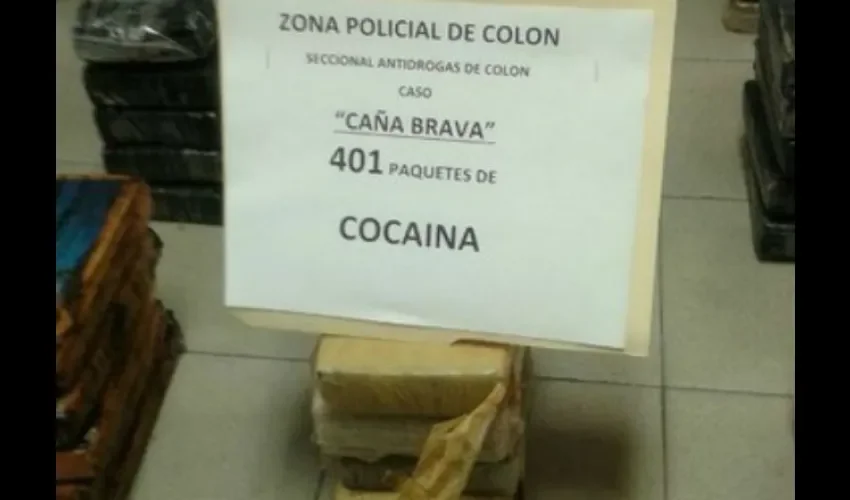 ZONA POLICIAL DE COLON
SECCIONAL ANTIDROGAS DE COLON
CASO
"CAÑA BRAVA"
401 PAQUETES DE
COCAINA